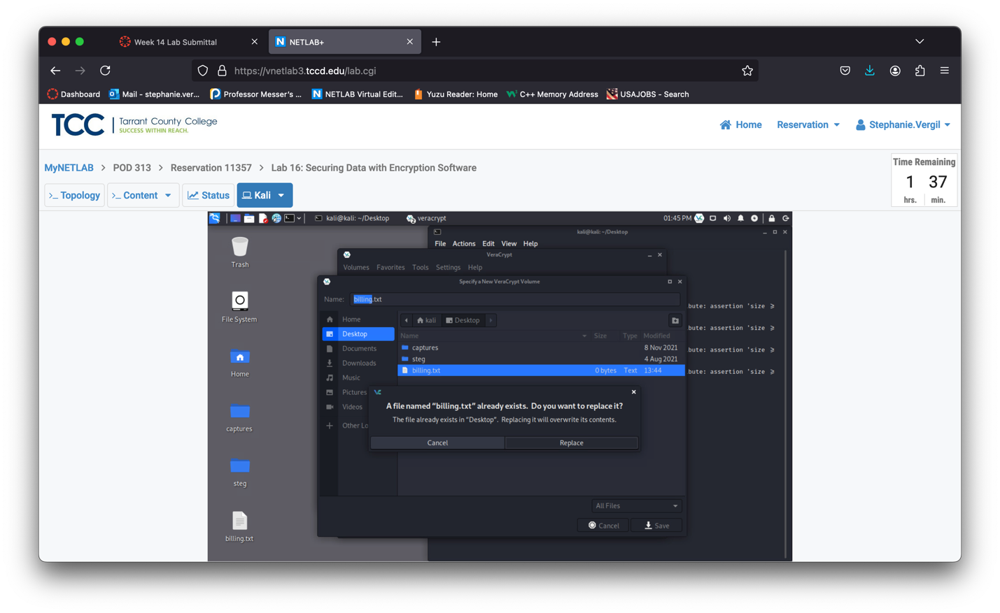 Week 14 Lab Submittal
NETLAB+
https://vnetlab3.tccd.edu/lab.cgi
Dashboard Mail - stephanie.ver... Professor Messer's ... NETLAB Virtual Edit... Yuzu Reader: Home C++ Memory Address USAJOBS - Search
TCC Tarrant County College
SUCCESS WITHIN REACH.
Home Reservation Stephanie.Vergil
MyNETLAB > POD 313 > Reservation 11357 > Lab 16: Securing Data with Encryption Software
Time Remaining
1 37
hrs. min.
>_ Topology >_ Content Status Kali
kali@kali: ~/Desktop veracrypt 01:45 PM
kali@kali: ~/Desktop
File Actions Edit View Help
VeraCrypt
Volumes Favorites Tools Settings Help
Specify a New VeraCrypt Volume
Name: billing.txt
bute: assertion 'size ⩾
bute: assertion 'size ⩾
bute: assertion 'size ⩾
bute: assertion 'size ⩾
Home
Desktop
Documents
Downloads
Music
Pictures
Videos
Other Lo
kali Desktop
Name Size Type Modified
captures 8 Nov 2021
steg 4 Aug 2021
billing.txt 0 bytes Text 13:44
A file named “billing.txt” already exists. Do you want to replace it?
The file already exists in “Desktop”. Replacing it will overwrite its contents.
Cancel Replace
All Files
Cancel Save
Trash
File System
Home
captures
steg
billing.txt